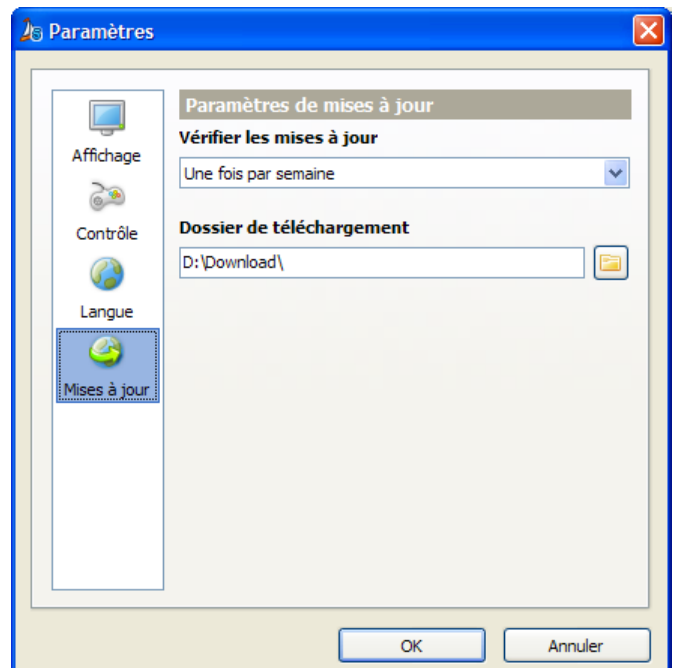 Paramètres
Affichage
Contrôle
Langue
Mises à jour
Paramètres de mises à jour
Vérifier les mises à jour
Une fois par semaine
Dossier de téléchargement
D:\Download\
OK
Annuler